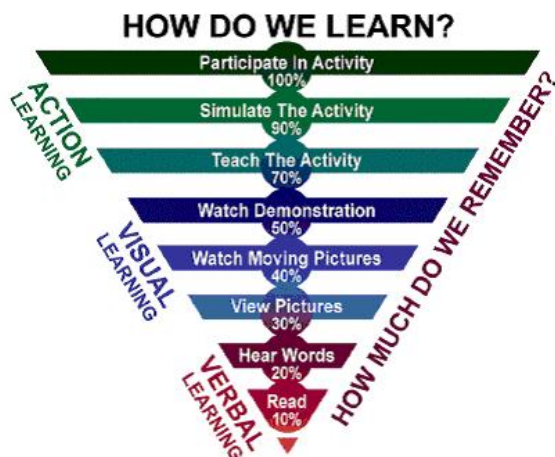 HOW DO WE LEARN?
Participate In Activity
100%
Simulate The Activity
90%
Teach The Activity
70%
Watch Demonstration
50%
Watch Moving Pictures
40%
View Pictures
30%
Hear Words
20%
Read
10%
ACTION
LEARNING
VISUAL
LEARNING
VERBAL
LEARNING
HOW MUCH DO WE REMEMBER?